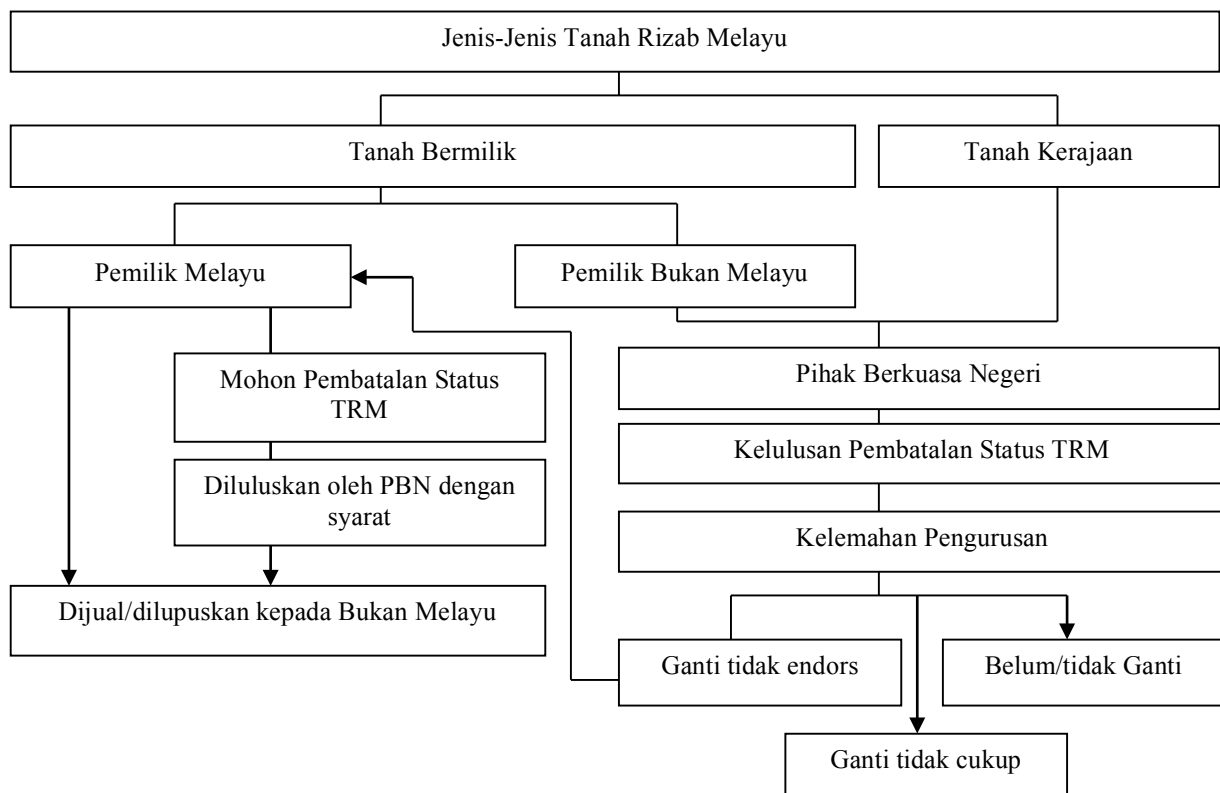 Jenis-Jenis Tanah Rizab Melayu
Tanah Bermilik
Tanah Kerajaan
Pemilik Melayu
Pemilik Bukan Melayu
Mohon Pembatalan Status
TRM
Pihak Berkuasa Negeri
Kelulusan Pembatalan Status TRM
Diluluskan oleh PBN dengan
syarat
Kelemahan Pengurusan
Dijual/dilupuskan kepada Bukan Melayu
Ganti tidak endors
Belum/tidak Ganti
Ganti tidak cukup